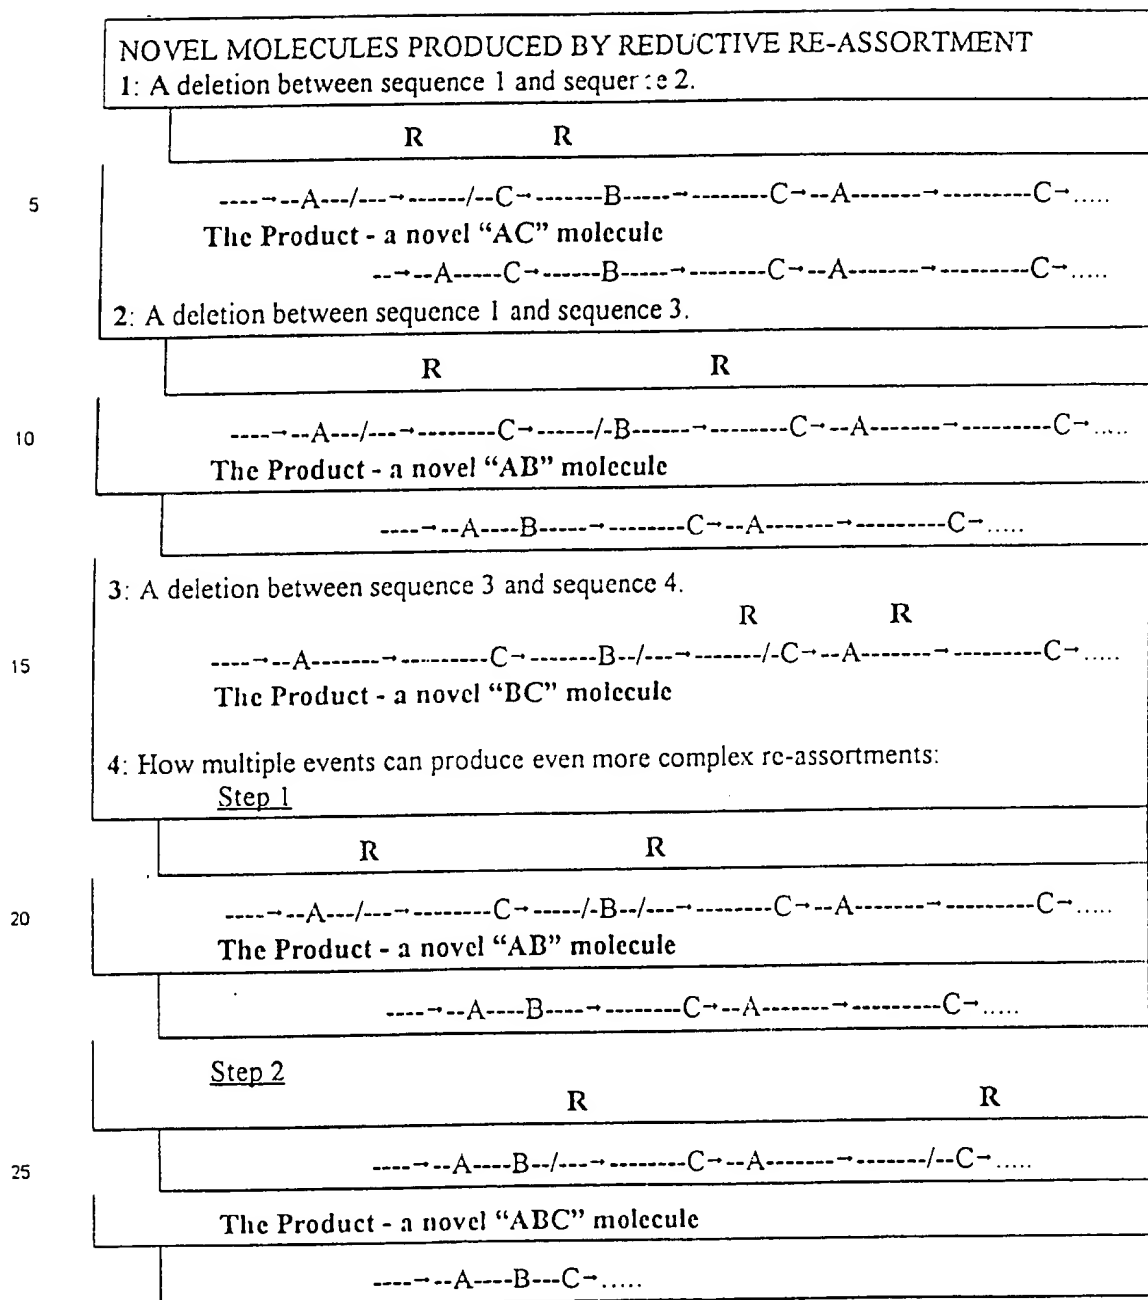 NOVEL MOLECULES PRODUCED BY REDUCTIVE RE-ASSORTMENT
1: A deletion between sequence 1 and sequer:e 2.
R R
5 ----→--A---/---→------/--C→-------B-----→--------C→--A-------→---------C→.....
The Product - a novel “AC” molecule
--→--A-----C→------B-----→--------C→--A-------→---------C→.....
2: A deletion between sequence 1 and sequence 3.
R R
10 ----→--A---/---→--------C→------/-B------→--------C→--A-------→---------C→.....
The Product - a novel “AB” molecule
----→--A----B-----→--------C→--A-------→---------C→.....
3: A deletion between sequence 3 and sequence 4.
R R
15 ----→--A-------→---------C→-------B--/---→-------/-C→--A-------→---------C→.....
The Product - a novel “BC” molecule
4: How multiple events can produce even more complex re-assortments:
Step 1
R R
20 ----→--A---/---→--------C→-----/-B--/---→--------C→--A-------→---------C→.....
The Product - a novel “AB” molecule
----→--A----B----→-------C→--A-------→---------C→.....
Step 2
R R
25 ----→--A----B--/---→--------C→--A-------→-------/--C→.....
The Product - a novel “ABC” molecule
----→--A----B---C→.....